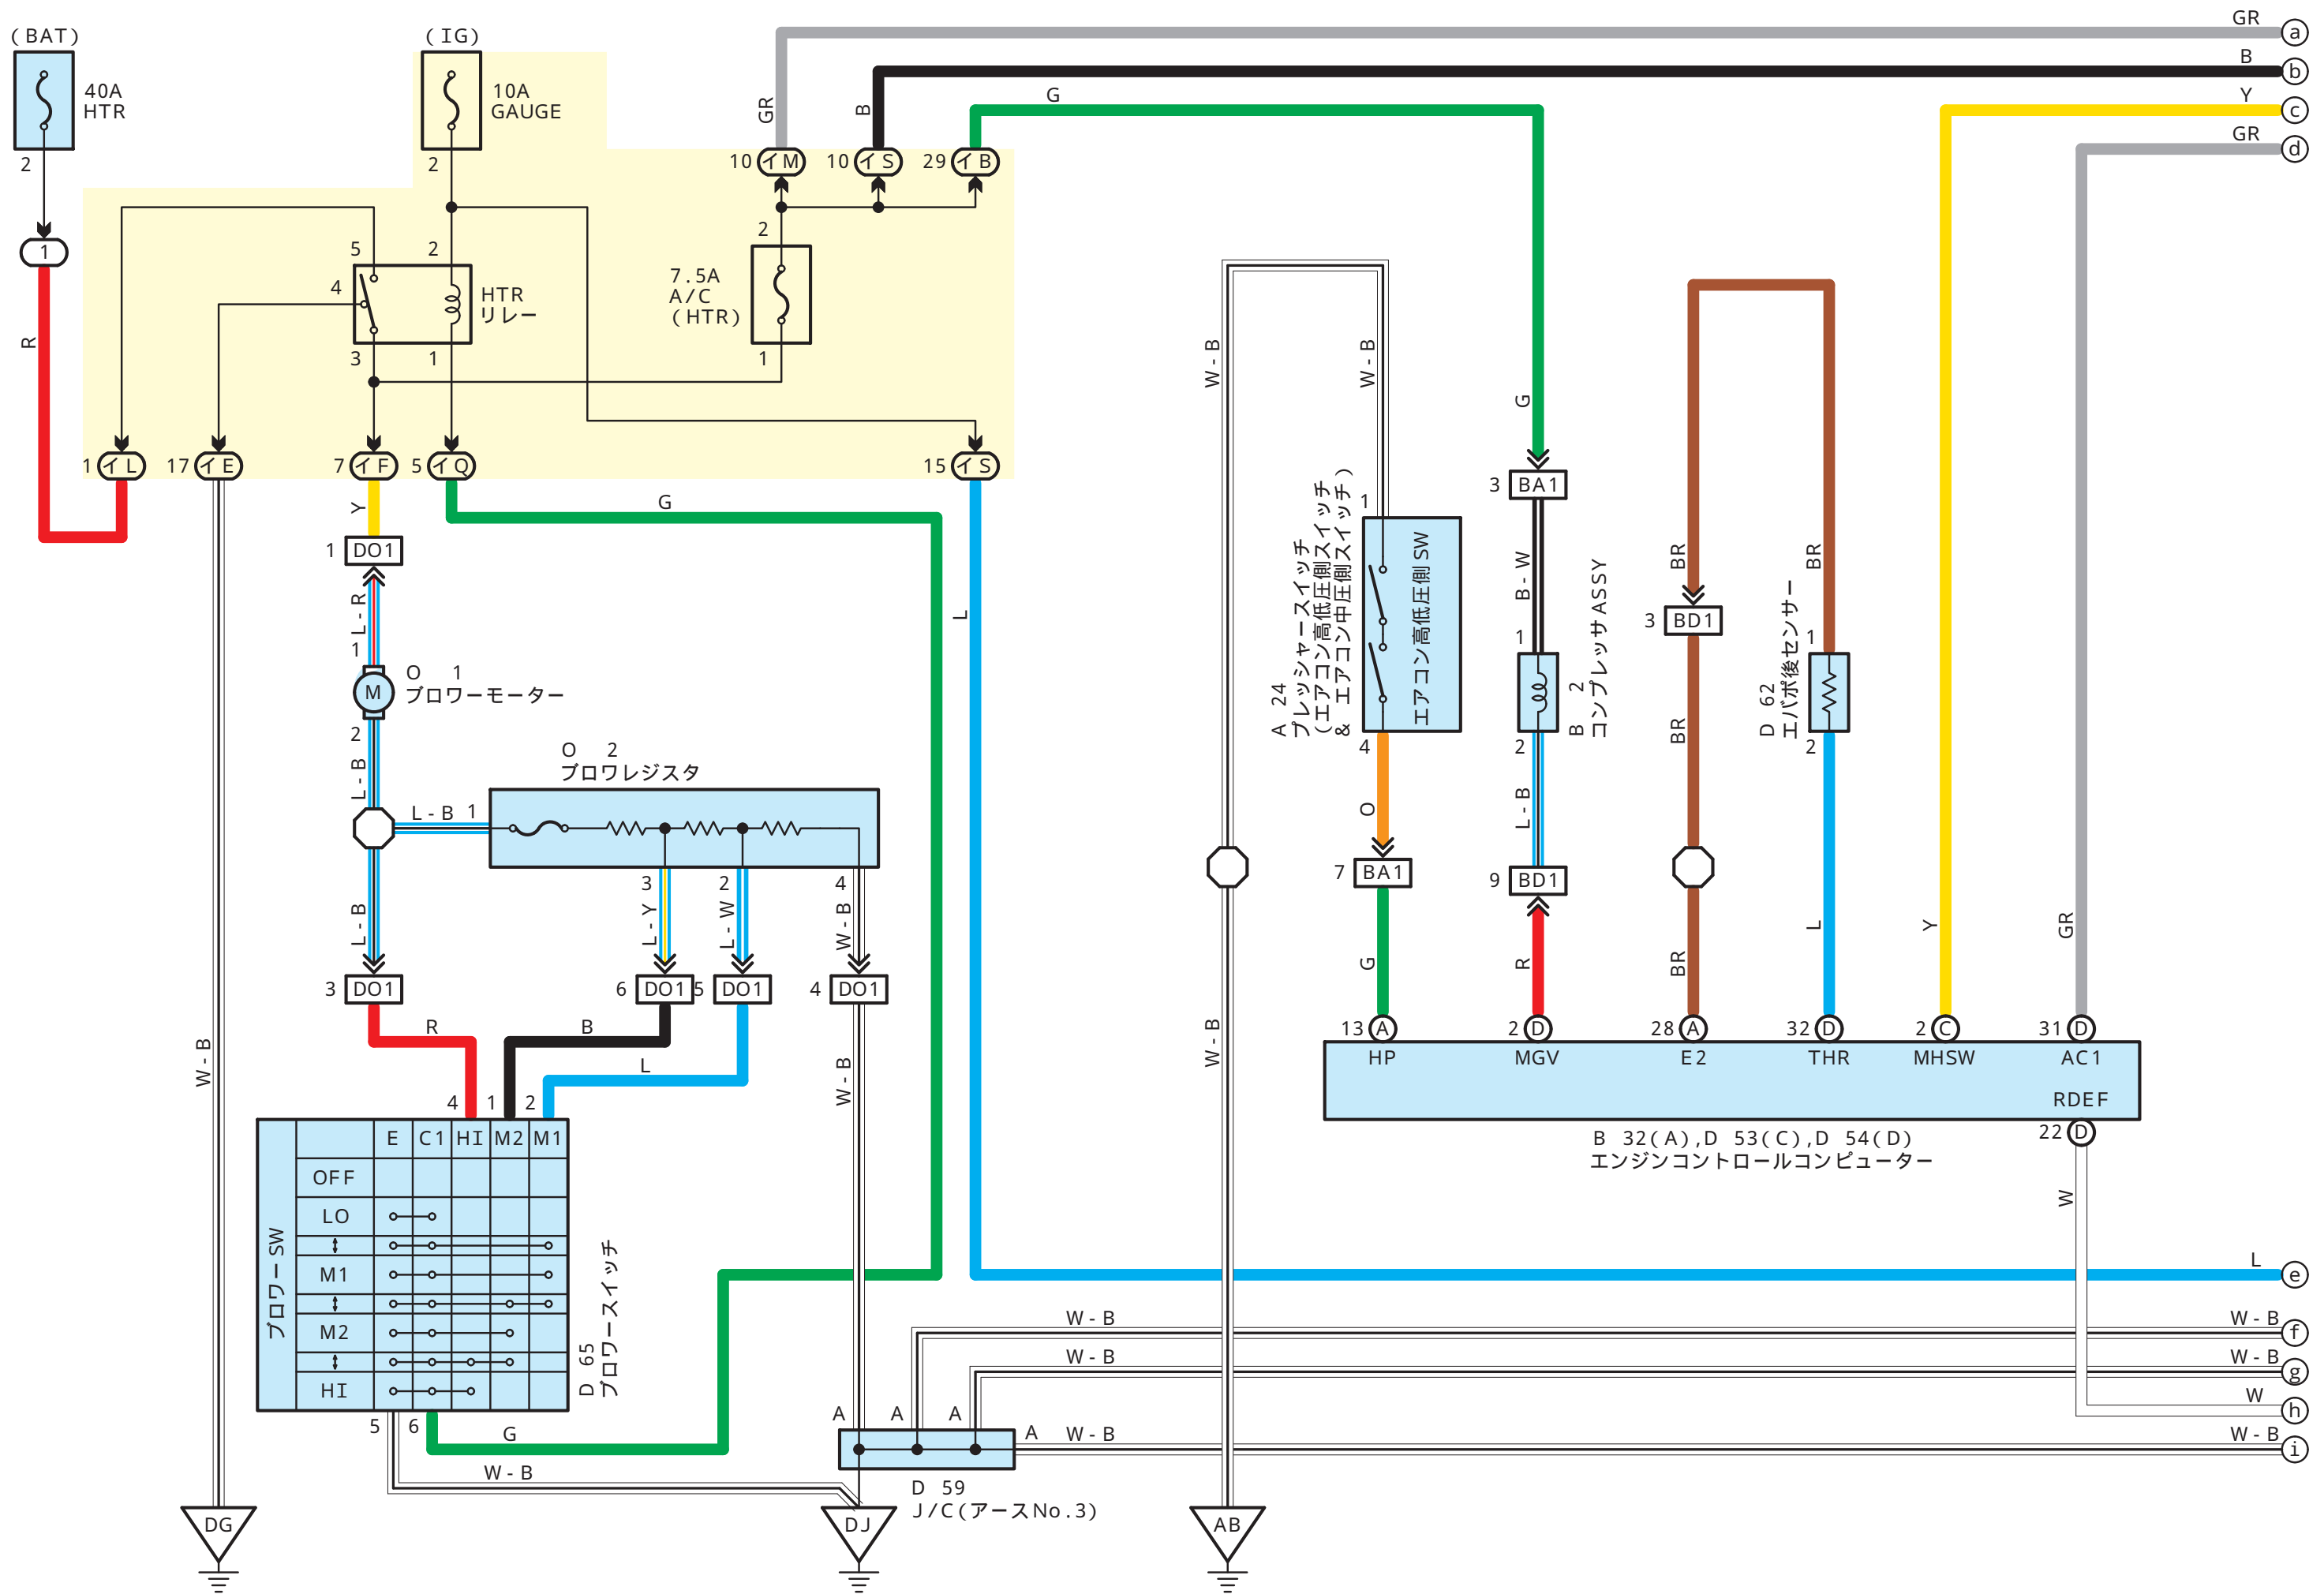 (BAT)
40A
HTR
2
1
R
(IG)
10A
GAUGE
2
GR
B
G
10 イM
10 イS
29 イB
GR
a
B
b
Y
c
GR
d
5
2
4
HTR
リレー
3
1
2
7.5A
A/C
(HTR)
1
1 イL
17 イE
7 イF
5 イQ
15 イS
Y
G
L
1 DO1
L-R
1
M
O 1
ブロワーモーター
2
L-B
L-B 1
O 2
ブロワレジスタ
L-B
3
L-Y
2
L-W
4
W-B
3 DO1
6 DO1
5 DO1
4 DO1
R
B
L
W-B
W-B
4
1
2
ブロワーSW
E C1 HI M2 M1
OFF
LO
M1
M2
HI
D 65
ブロワースイッチ
5
6
G
W-B
DG
DJ
AB
A
A
A
A
D 59
J/C(アースNo.3)
W-B
W-B
W-B
W-B
W-B
1
A 24
プレッシャースイッチ
(エアコン高低圧側スイッチ
& エアコン中圧側スイッチ)
エアコン高低圧側SW
4
O
7 BA1
G
W-B
G
3 BA1
B-W
1
B 2
コンプレッサASSY
2
L-B
9 BD1
R
BR
3 BD1
BR
BR
BR
1
D 62
エバポ後センサー
2
L
Y
GR
13 A
2 D
28 A
32 D
2 C
31 D
HP
MGV
E2
THR
MHSW
AC1
RDEF
22 D
B 32(A),D 53(C),D 54(D)
エンジンコントロールコンピューター
W
L
e
W-B
f
W-B
g
W
h
W-B
i